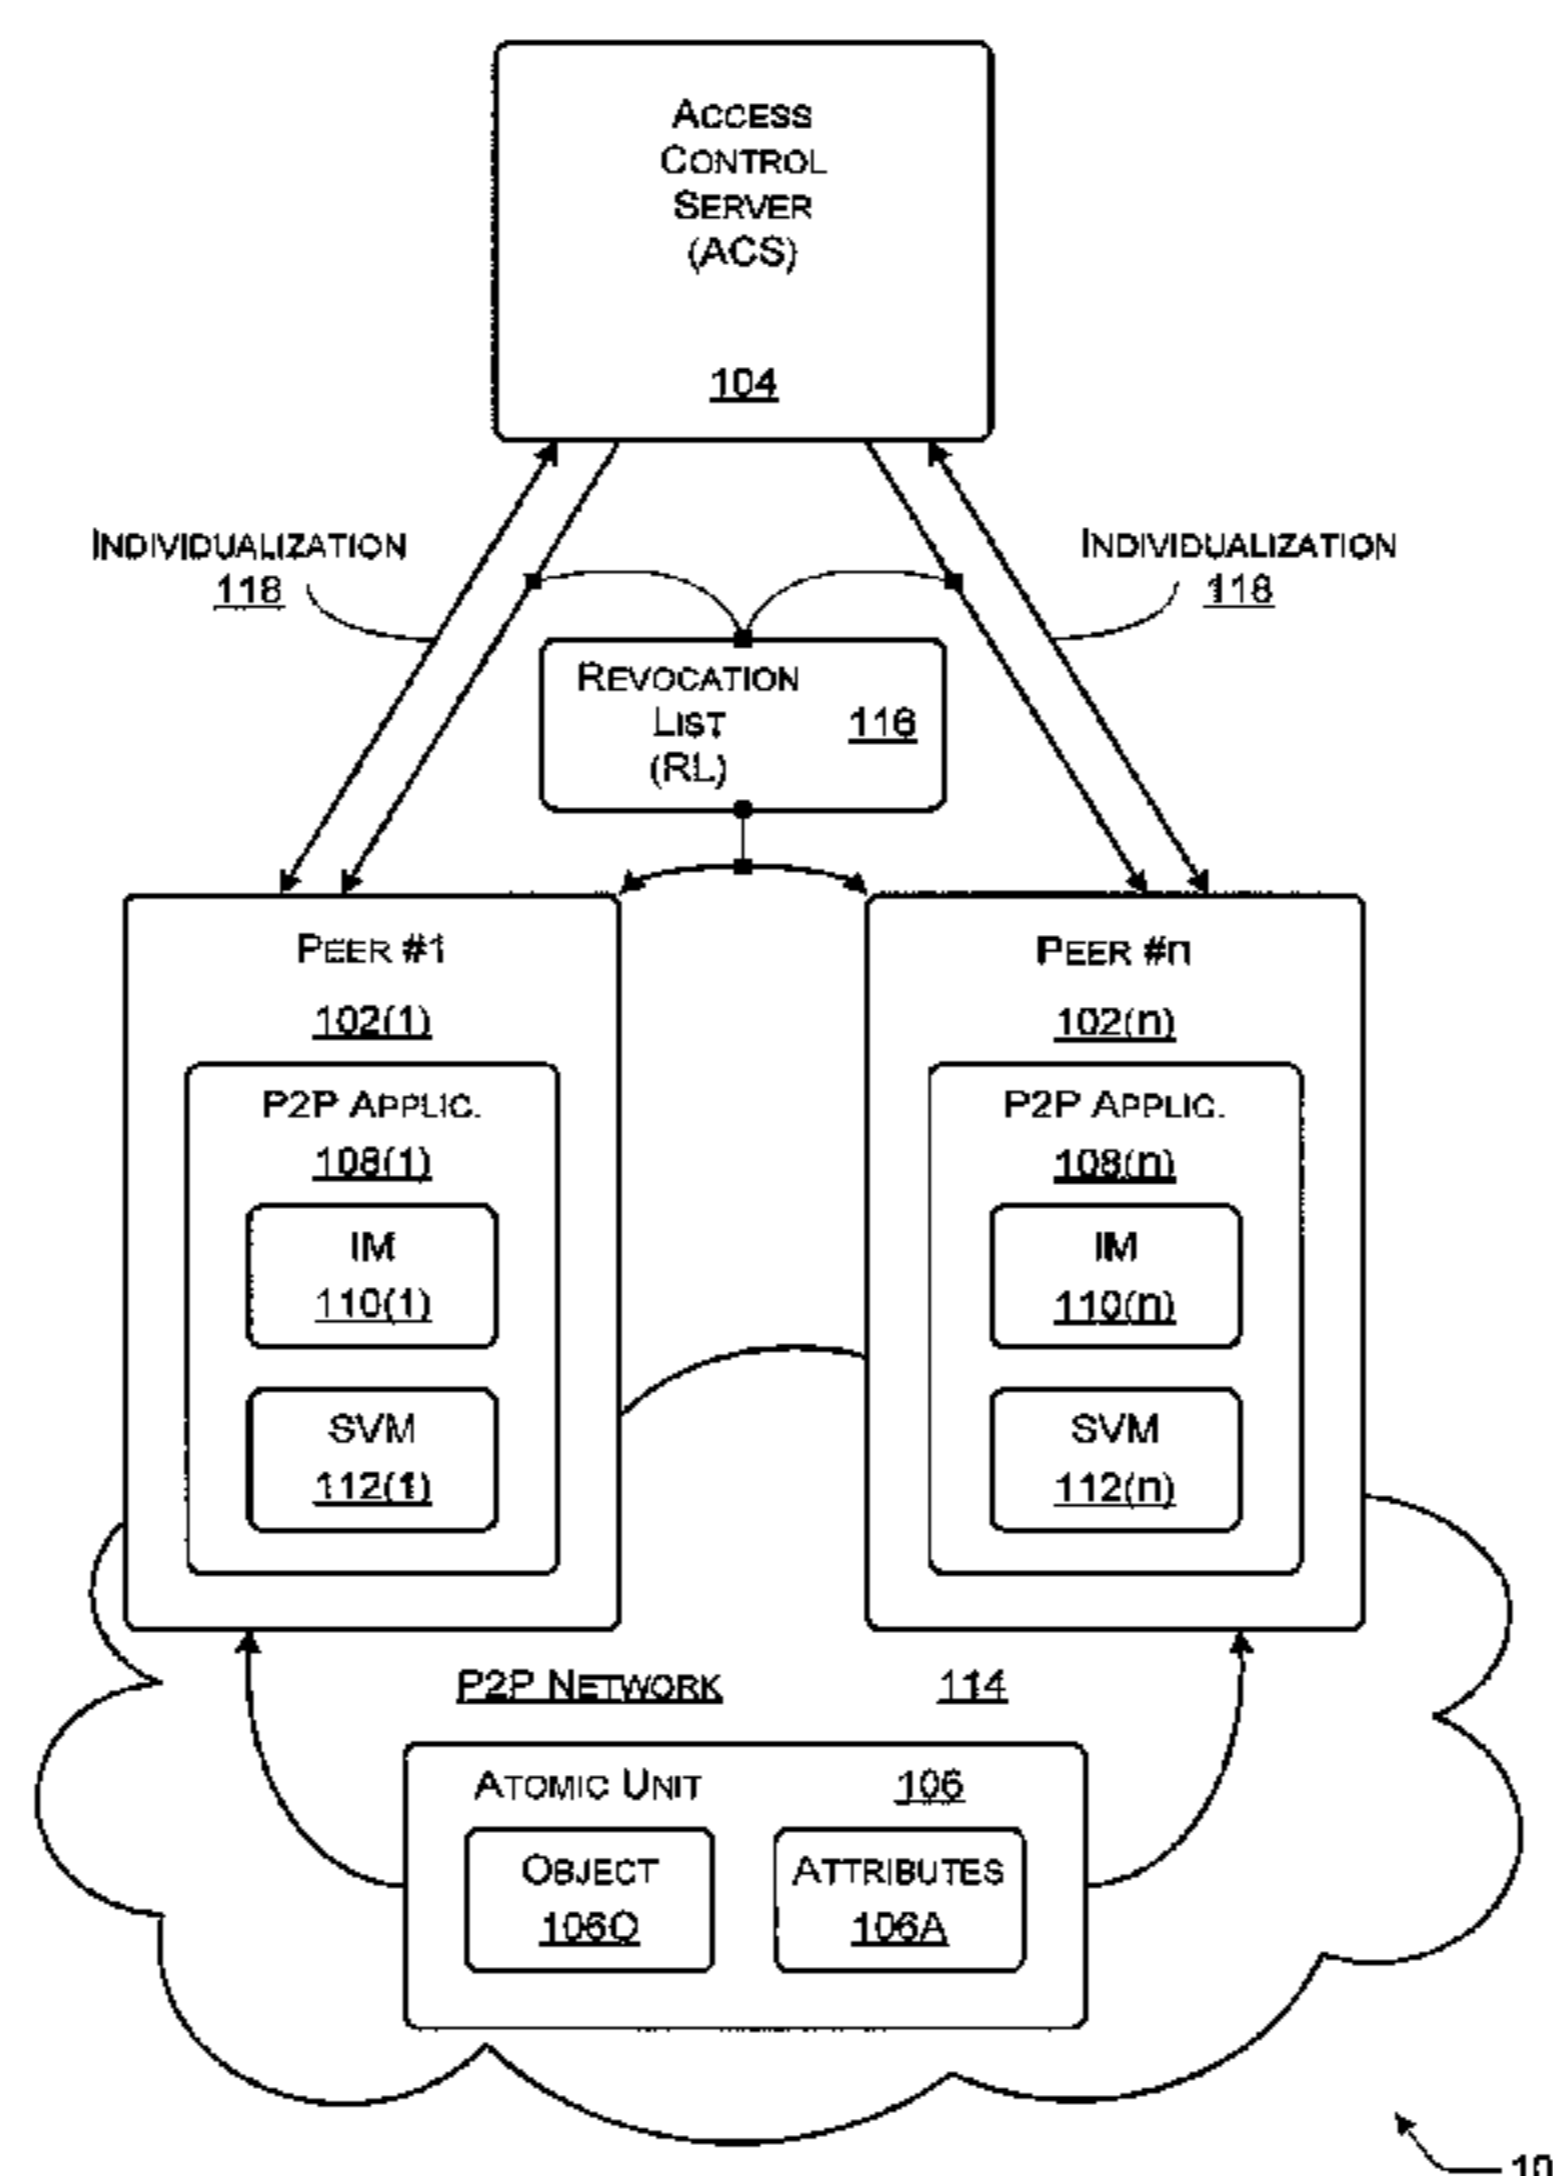 ACCESS
CONTROL
SERVER
(ACS)
104
INDIVIDUALIZATION
118
INDIVIDUALIZATION
118
REVOCATION
LIST
(RL)
116
PEER #1
102(1)
P2P APPLIC.
108(1)
IM
110(1)
SVM
112(1)
PEER #n
102(n)
P2P APPLIC.
108(n)
IM
110(n)
SVM
112(n)
P2P NETWORK 114
ATOMIC UNIT 106
OBJECT
106O
ATTRIBUTES
106A